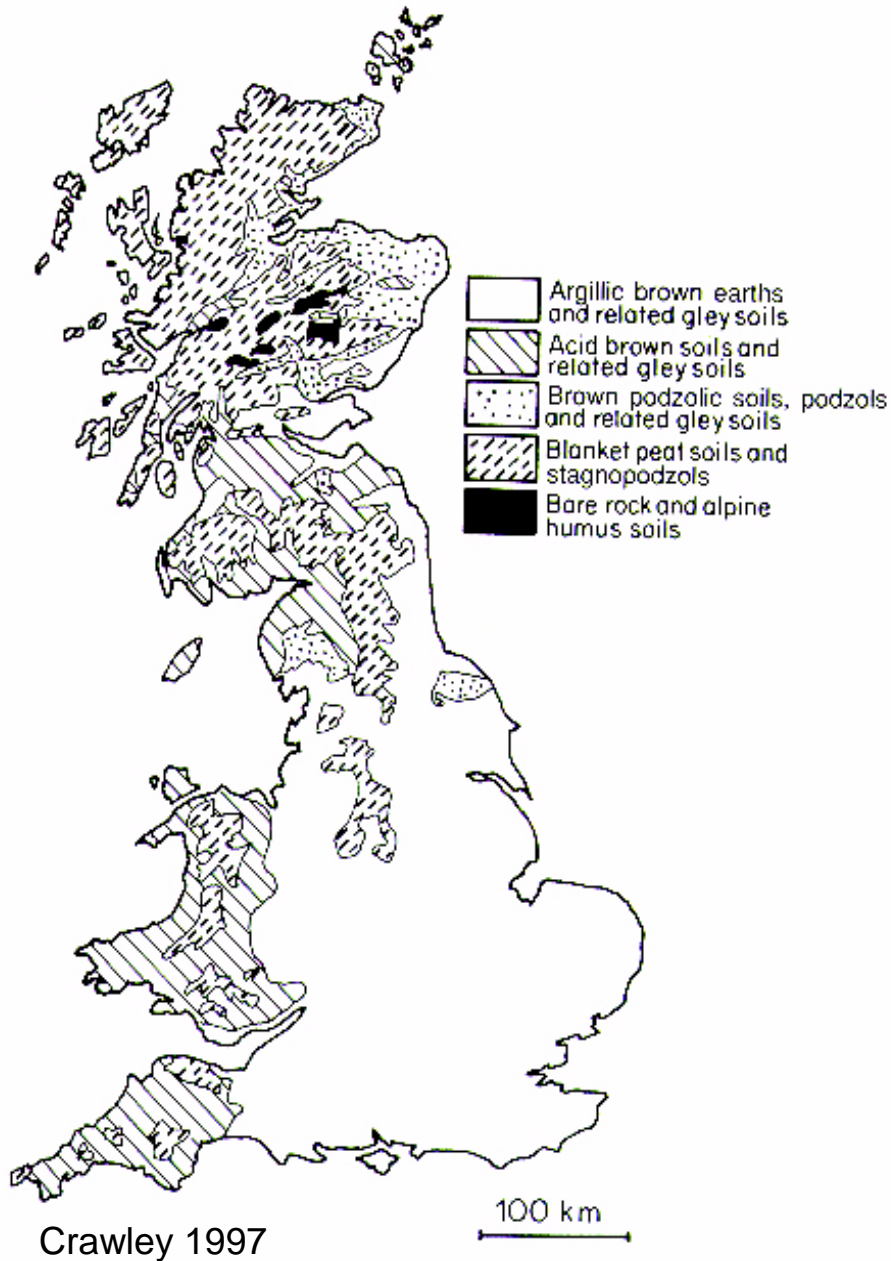 Argillic brown earths
and related gley soils
Acid brown soils and
related gley soils
Brown podzolic soils, podzols
and related gley soils
Blanket peat soils and
stagnopodzols
Bare rock and alpine
humus soils
100 km
Crawley 1997